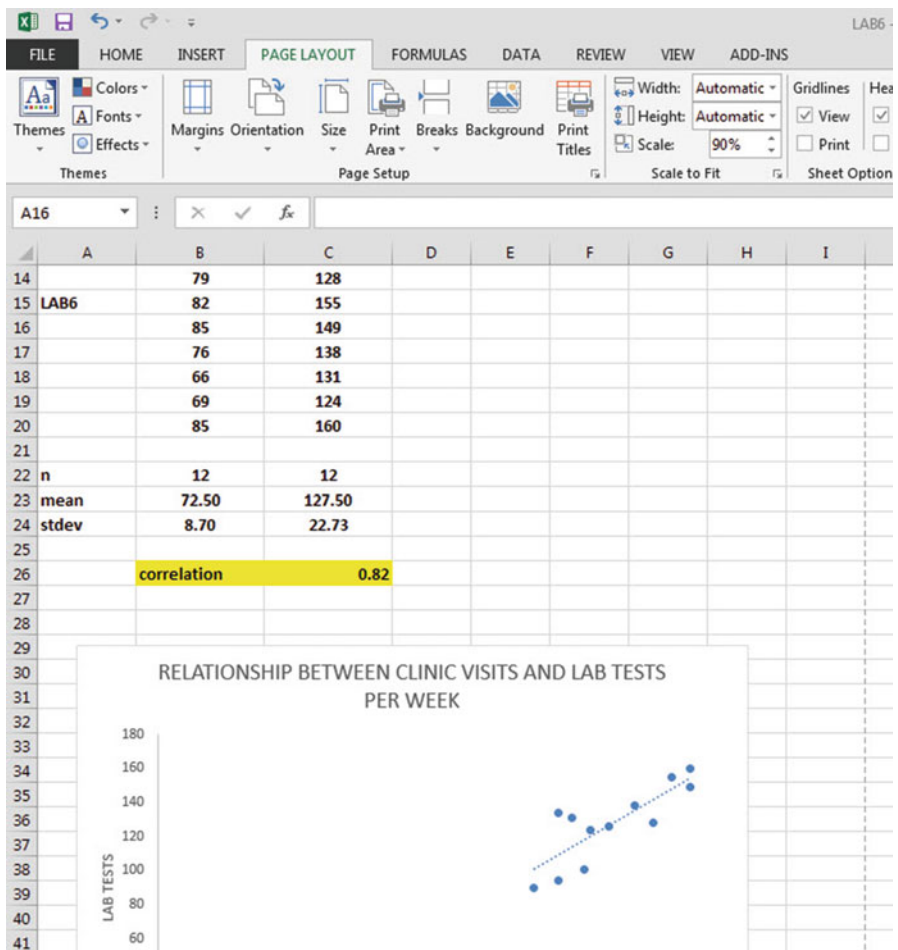 LAB6 -
FILE HOME INSERT PAGE LAYOUT FORMULAS DATA REVIEW VIEW ADD-INS
Aa Colors Width: Automatic Gridlines Hea
A Fonts Height: Automatic View
Themes Effects Margins Orientation Size Print Area Breaks Background Print Titles Scale: 90% Print
Themes Page Setup Scale to Fit Sheet Option
A16 fx
A B C D E F G H I
14 79 128
15 LAB6 82 155
16 85 149
17 76 138
18 66 131
19 69 124
20 85 160
21
22 n 12 12
23 mean 72.50 127.50
24 stdev 8.70 22.73
25
26 correlation 0.82
27
28
29
30 RELATIONSHIP BETWEEN CLINIC VISITS AND LAB TESTS
31 PER WEEK
32
33 180
34 160
35 140
36
37 120
38 100
39 80
40 LAB TESTS
41 60